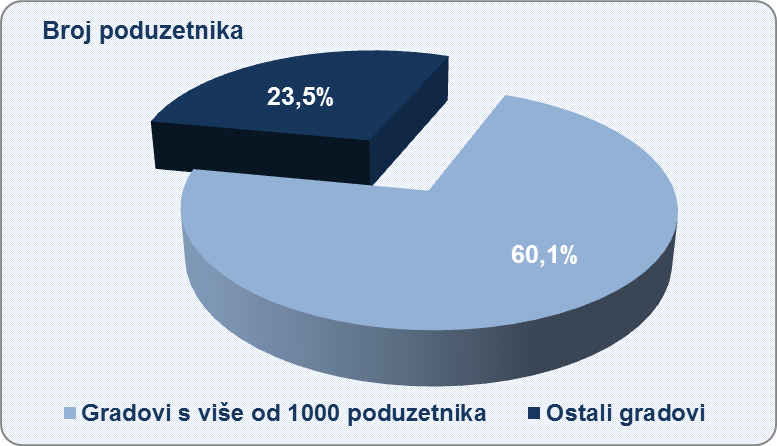 Broj poduzetnika
23,5%
60,1%
Gradovi s više od 1000 poduzetnika
Ostali gradovi